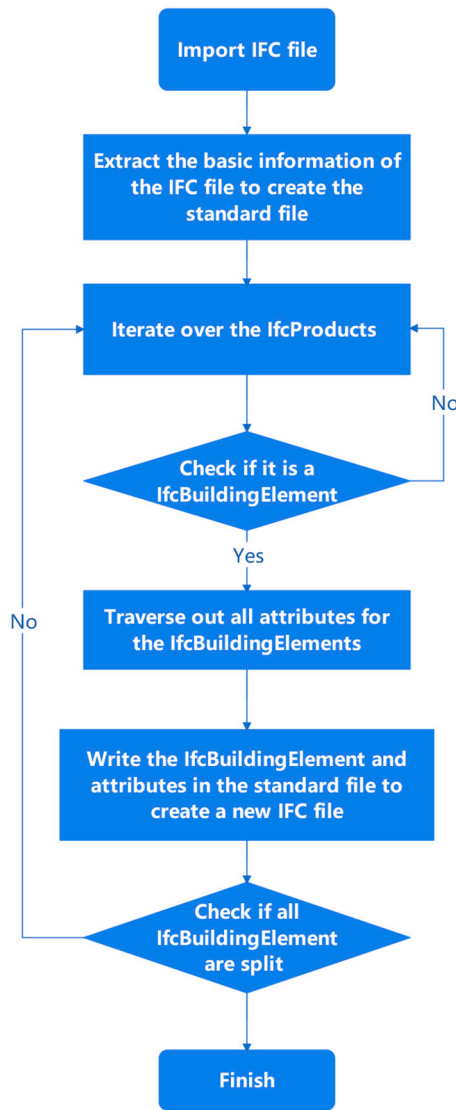 Import IFC file
Extract the basic information of
the IFC file to create the
standard file
Iterate over the IfcProducts
No
Check if it is a
IfcBuildingElement
Yes
Traverse out all attributes for
the IfcBuildingElements
No
Write the IfcBuildingElement and
attributes in the standard file to
create a new IFC file
Check if all
IfcBuildingElement
are split
Finish